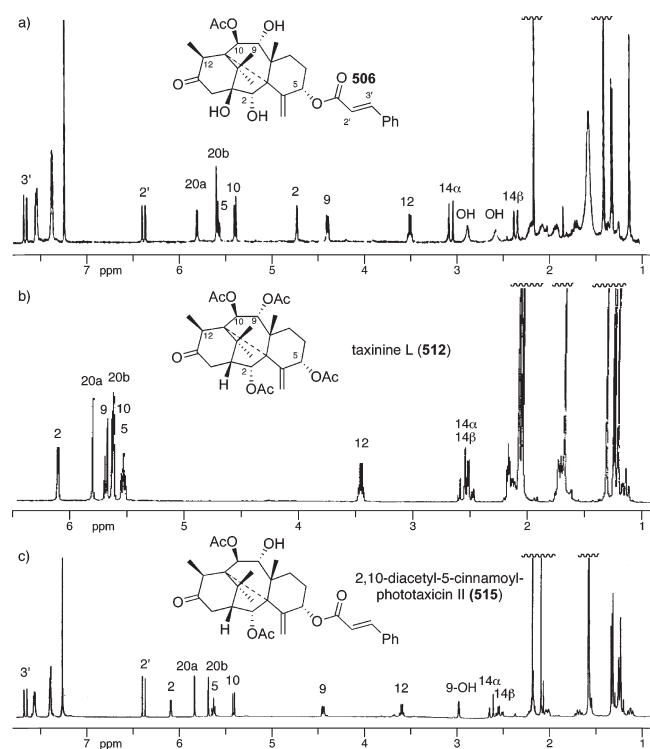 a)
AcO
OH
10
9
12
O
5
2
HO
OH
O
O
506
3'
2'
Ph
3'
2'
20a
20b
5
10
2
9
12
14α
OH
OH
14β
7 ppm 6 5 4 3 2 1
b)
AcO
OAc
10
9
12
O
5
2
H
OAc
OAc
taxinine L (512)
2
20a
9
20b
10
5
12
14α
14β
6 ppm 5 4 3 2 1
c)
AcO
OH
10
9
12
O
5
2
H
OAc
O
O
Ph
2,10-diacetyl-5-cinnamoyl-
phototaxicin II (515)
3'
2'
2
20a
20b
5
10
9
12
9-OH
14α
14β
7 ppm 6 5 4 3 2 1